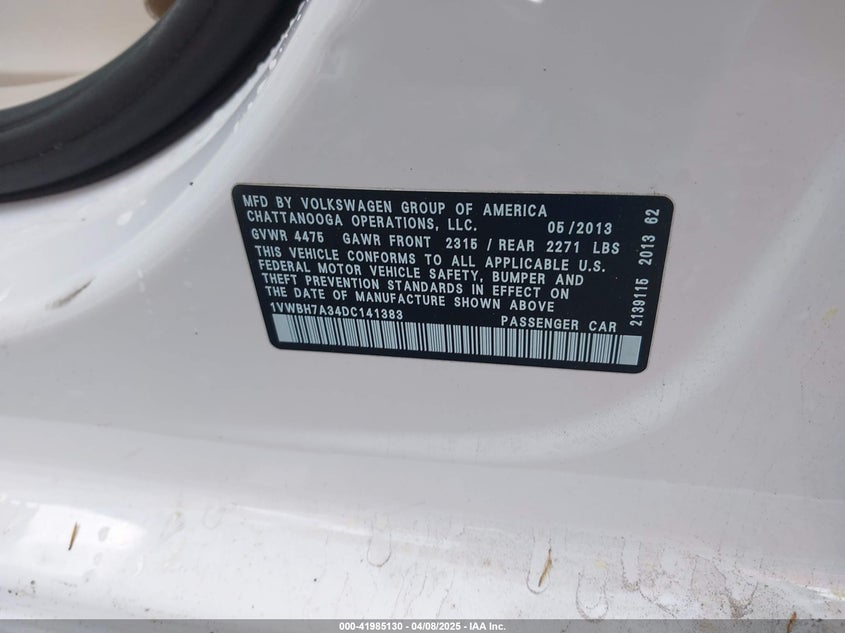 MFD BY VOLKSWAGEN GROUP OF AMERICA
CHATTANOOGA OPERATIONS, LLC. 05/2013
GVWR 4475 GAWR FRONT 2315 / REAR 2271 LBS
THIS VEHICLE CONFORMS TO ALL APPLICABLE U.S.
FEDERAL MOTOR VEHICLE SAFETY, BUMPER AND
THEFT PREVENTION STANDARDS IN EFFECT ON
THE DATE OF MANUFACTURE SHOWN ABOVE
1VWBH7A34DC141383 PASSENGER CAR
2139115 2013 62
000-41985130 - 04/08/2025 - IAA Inc.